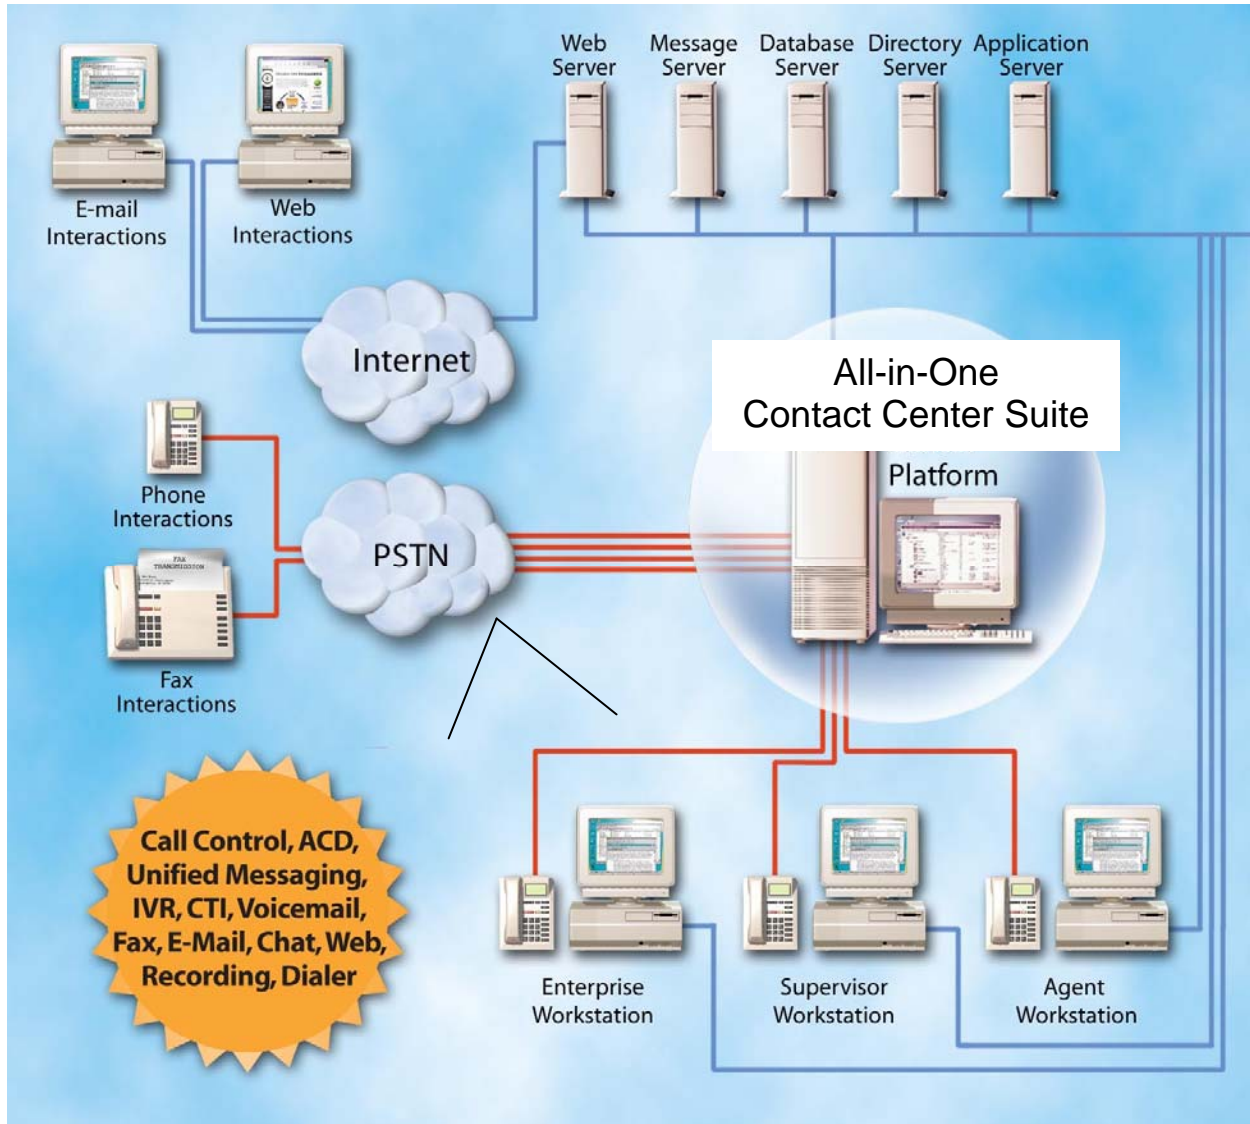 Web
Server
Message
Server
Database
Server
Directory
Server
Application
Server
E-mail
Interactions
Web
Interactions
Internet
All-in-One
Contact Center Suite
Platform
Phone
Interactions
PSTN
FAX
TRANSMISSION
Fax
Interactions
Call Control, ACD,
Unified Messaging,
IVR, CTI, Voicemail,
Fax, E-Mail, Chat, Web,
Recording, Dialer
Enterprise
Workstation
Supervisor
Workstation
Agent
Workstation